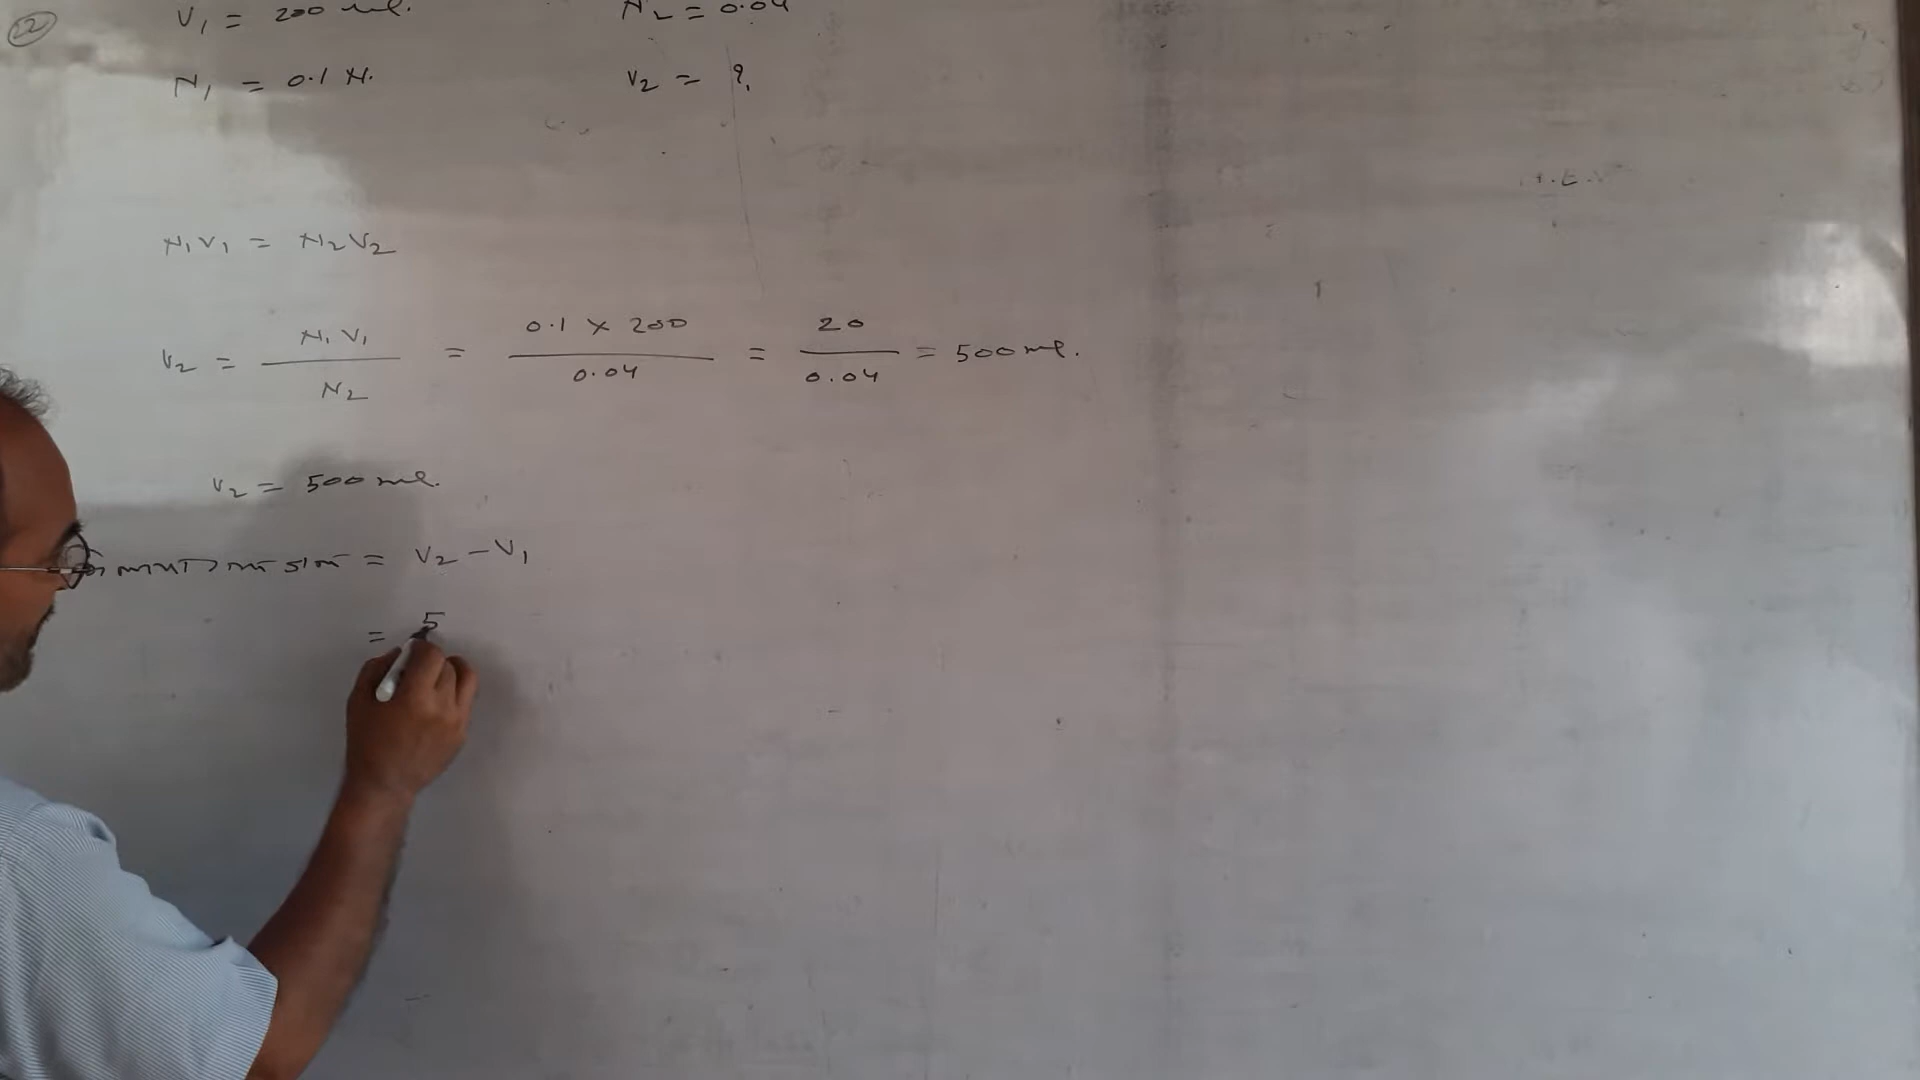 22
V₁ = 200 ml. N₂ = 0.04
N₁ = 0.1 N. V₂ = ?
N₁V₁ = N₂V₂
V₂ = N₁V₁ / N₂ = 0.1 × 200 / 0.04 = 20 / 0.04 = 500 ml.
V₂ = 500 ml.
= V₂ - V₁
= 5